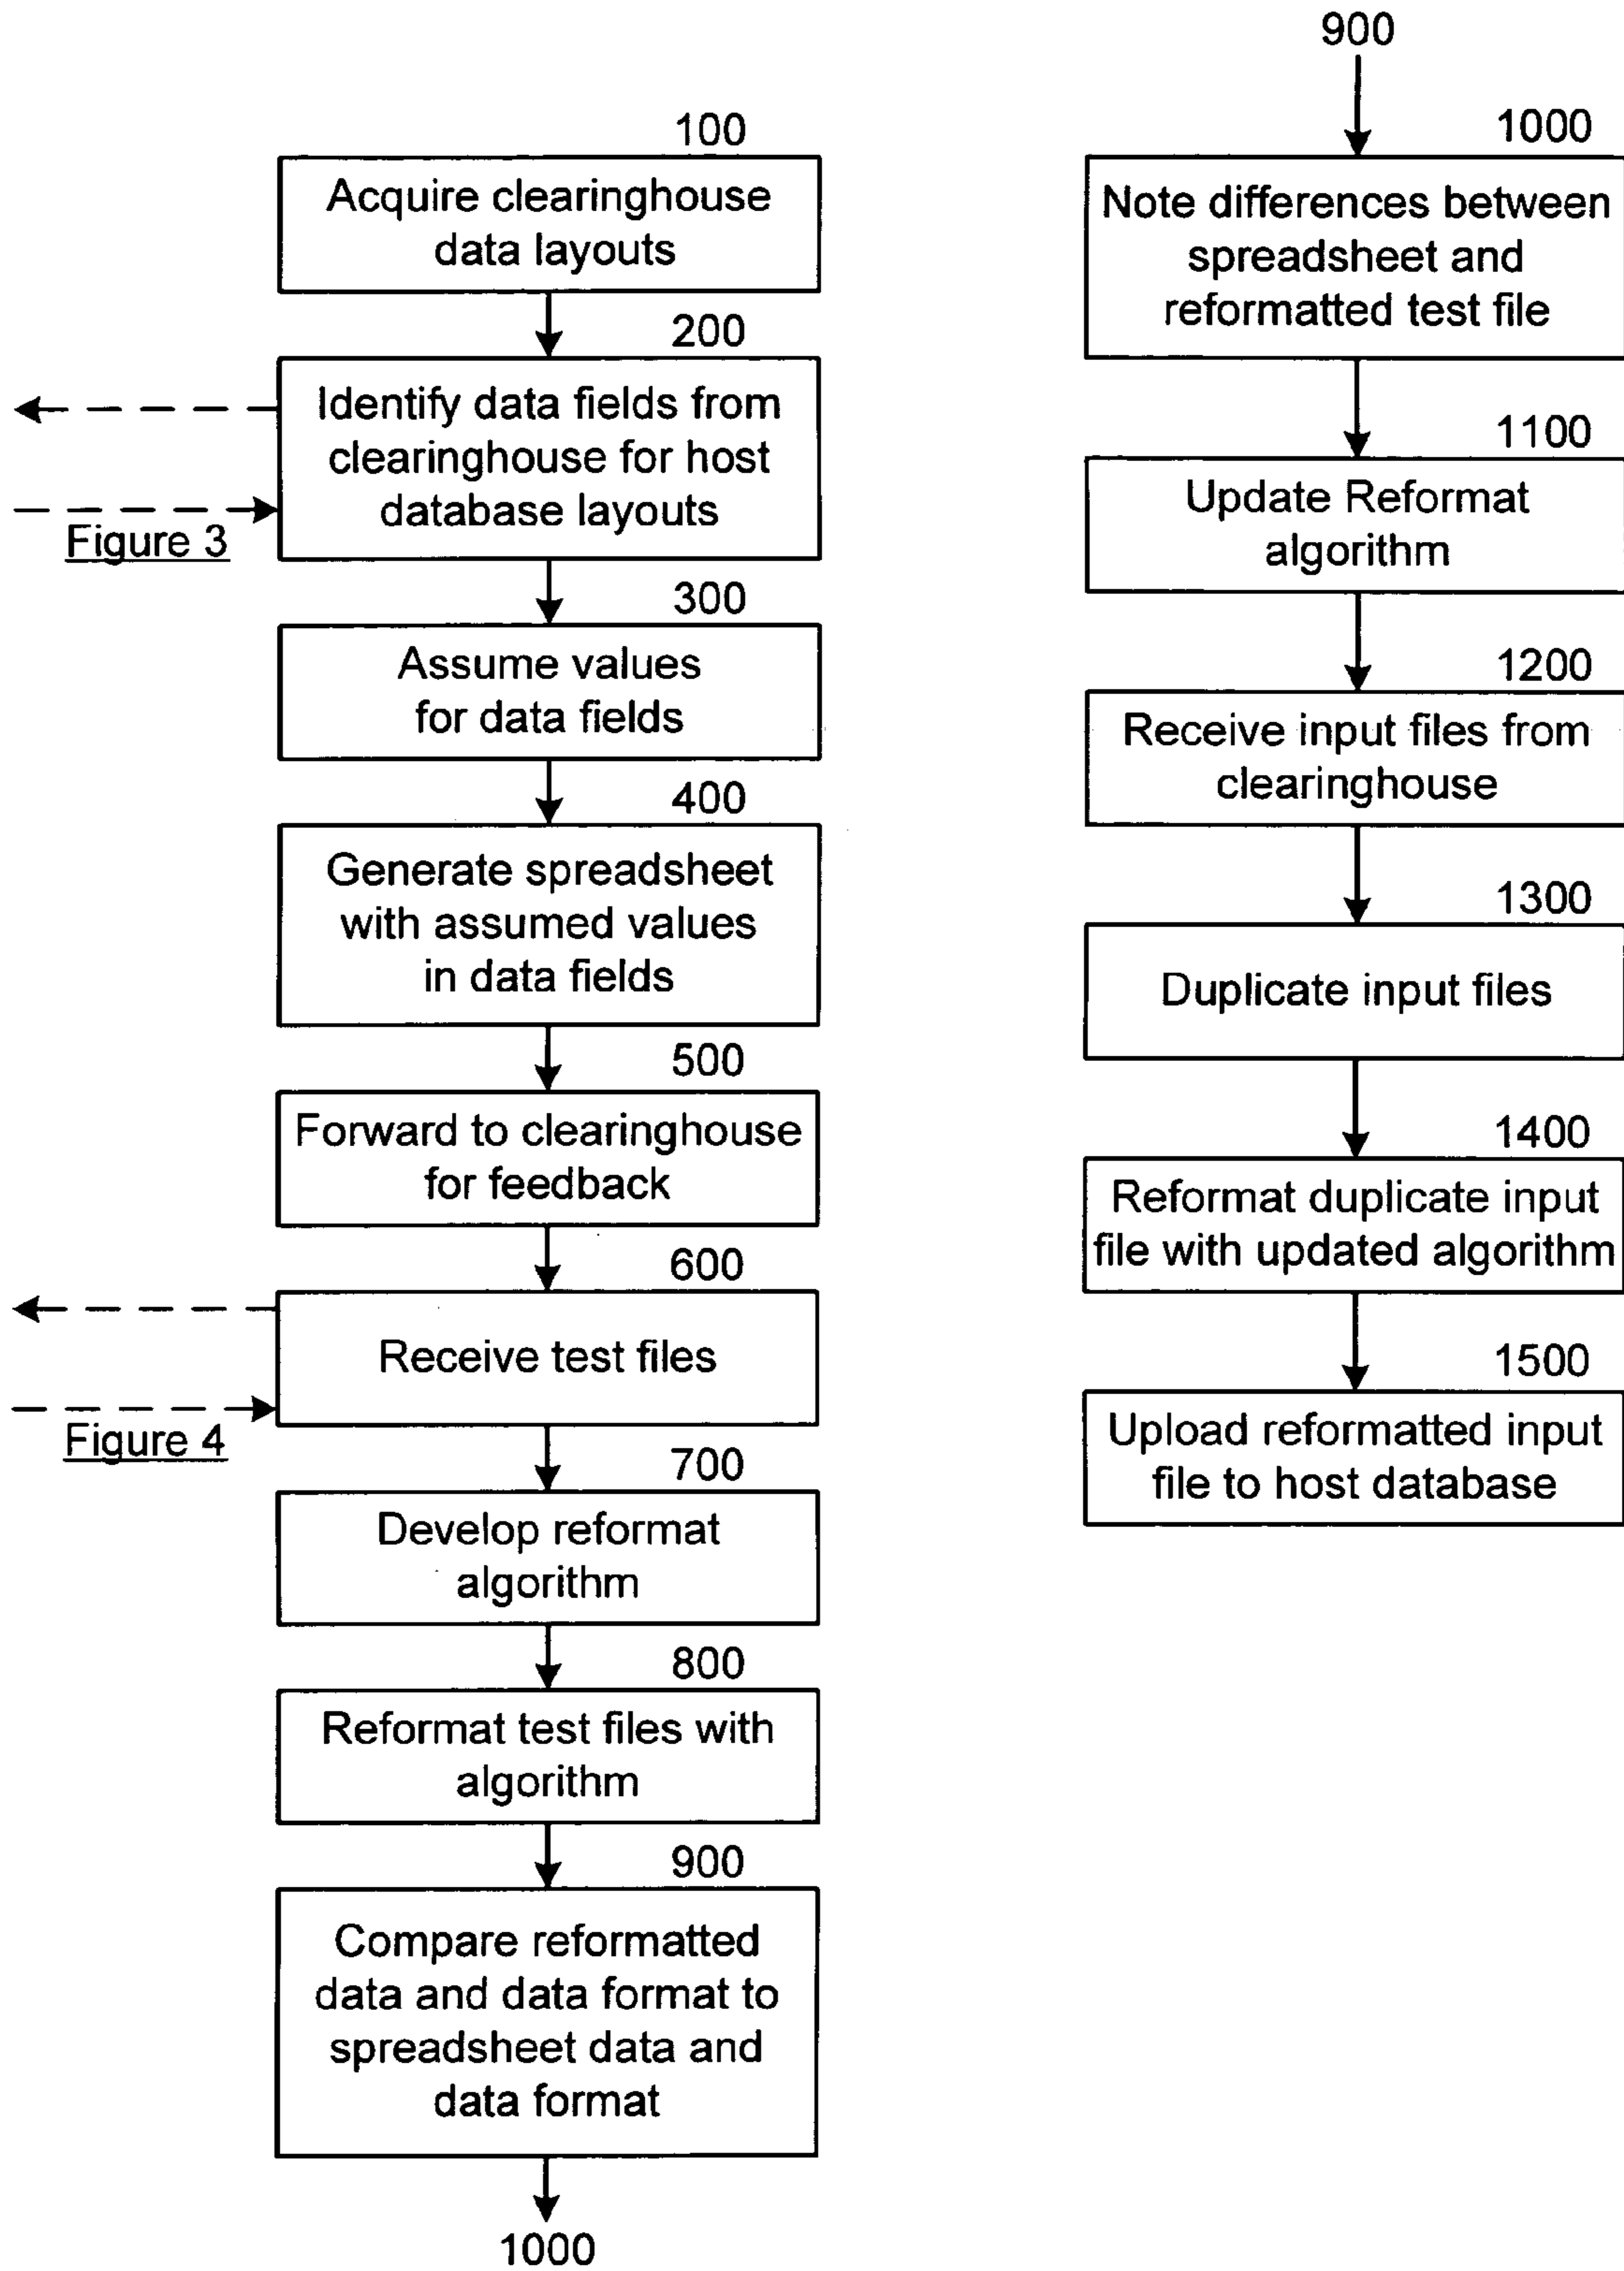 100
Acquire clearinghouse
data layouts
200
Identify data fields from
clearinghouse for host
database layouts
Figure 3
300
Assume values
for data fields
400
Generate spreadsheet
with assumed values
in data fields
500
Forward to clearinghouse
for feedback
600
Receive test files
Figure 4
700
Develop reformat
algorithm
800
Reformat test files with
algorithm
900
Compare reformatted
data and data format to
spreadsheet data and
data format
1000
900
1000
Note differences between
spreadsheet and
reformatted test file
1100
Update Reformat
algorithm
1200
Receive input files from
clearinghouse
1300
Duplicate input files
1400
Reformat duplicate input
file with updated algorithm
1500
Upload reformatted input
file to host database